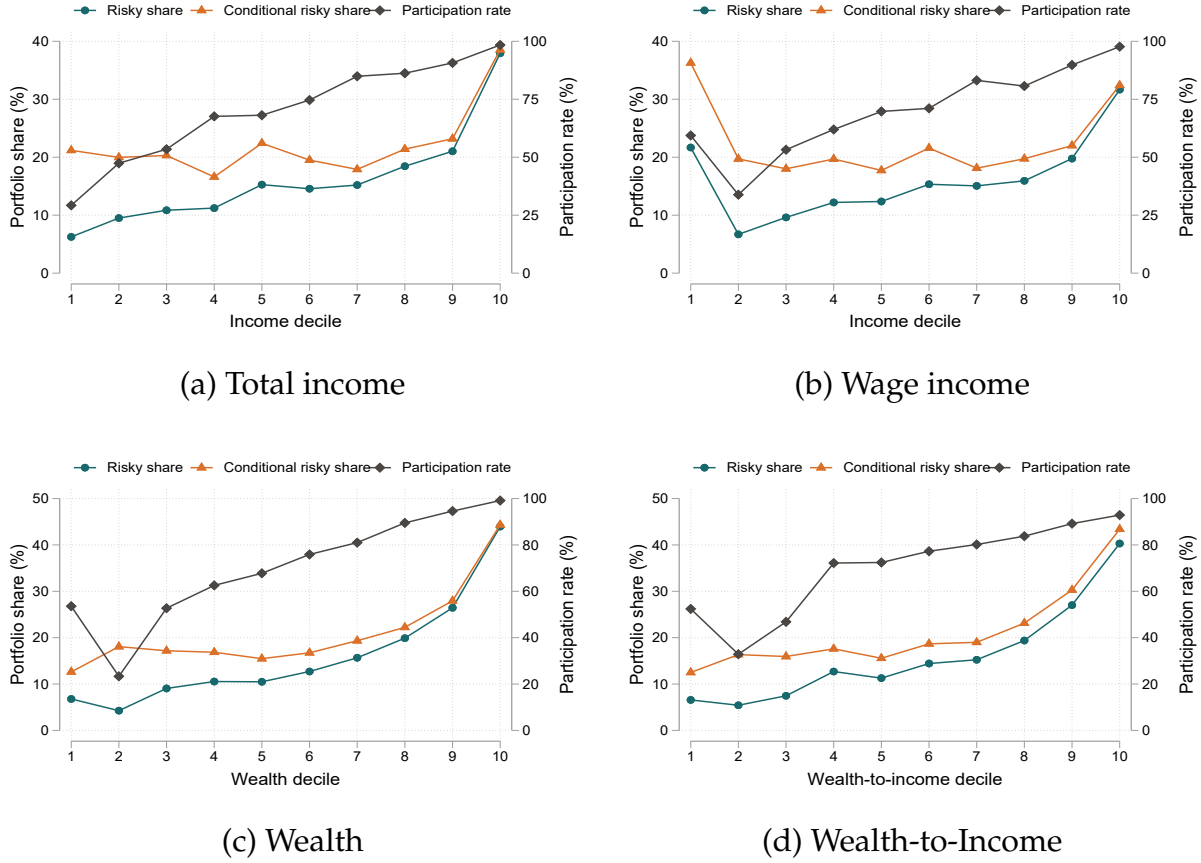 Risky share Conditional risky share Participation rate
Portfolio share (%)
40
30
20
10
0
100
75
50
25
0
Participation rate (%)
1 2 3 4 5 6 7 8 9 10
Income decile
(a) Total income
Risky share Conditional risky share Participation rate
Portfolio share (%)
40
30
20
10
0
100
75
50
25
0
Participation rate (%)
1 2 3 4 5 6 7 8 9 10
Income decile
(b) Wage income
Risky share Conditional risky share Participation rate
Portfolio share (%)
50
40
30
20
10
0
100
80
60
40
20
0
Participation rate (%)
1 2 3 4 5 6 7 8 9 10
Wealth decile
(c) Wealth
Risky share Conditional risky share Participation rate
Portfolio share (%)
50
40
30
20
10
0
100
80
60
40
20
0
Participation rate (%)
1 2 3 4 5 6 7 8 9 10
Wealth-to-income decile
(d) Wealth-to-Income